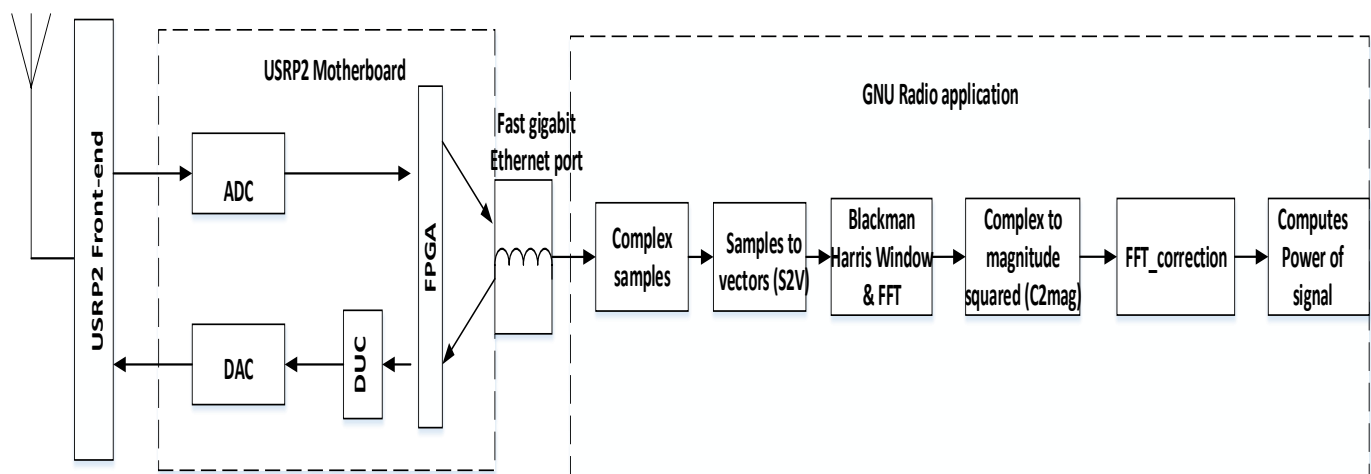 USRP2 Front-end
USRP2 Motherboard
ADC
DAC
DUC
FPGA
Fast gigabit
Ethernet port
GNU Radio application
Complex
samples
Samples to
vectors (S2V)
Blackman
Harris Window
& FFT
Complex to
magnitude
squared (C2mag)
FFT_correction
Computes
Power of
signal